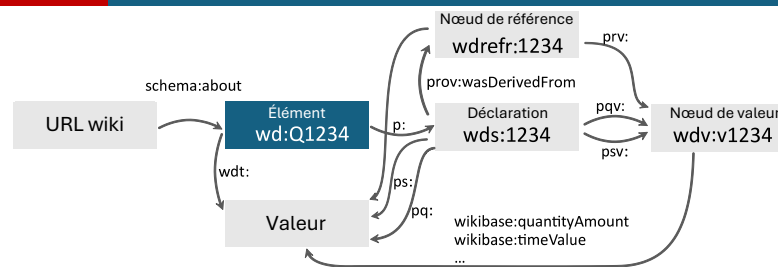 Nœud de référence
wdrefr:1234
prv:
schema:about
prov:wasDerivedFrom
URL wiki
Élément
wd:Q1234
p:
Déclaration
wds:1234
pqv:
psv:
Nœud de valeur
wdv:v1234
wdt:
ps:
pq:
Valeur
wikibase:quantityAmount
wikibase:timeValue
...